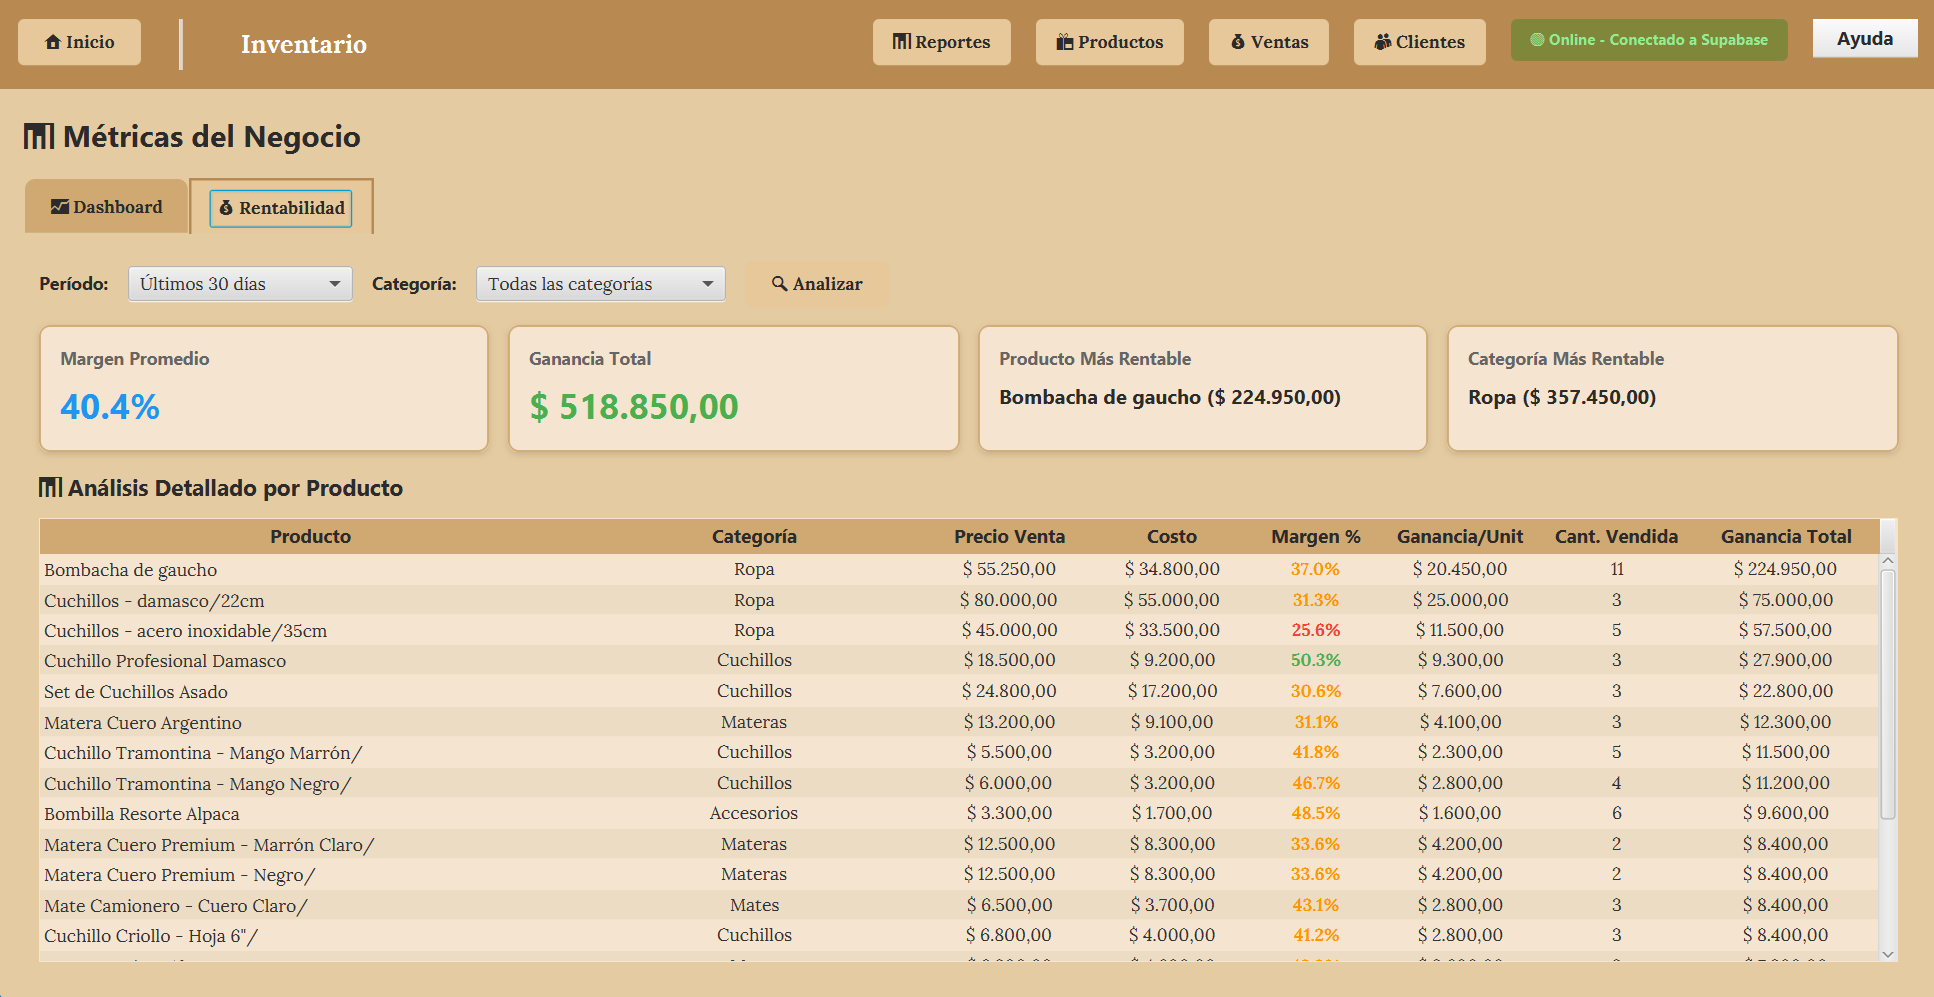 Inicio
Inventario
Reportes
Productos
Ventas
Clientes
Online - Conectado a Supabase
Ayuda
Métricas del Negocio
Dashboard
Rentabilidad
Período: Últimos 30 días Categoría: Todas las categorías Analizar
Margen Promedio
40.4%
Ganancia Total
$ 518.850,00
Producto Más Rentable
Bombacha de gaucho ($ 224.950,00)
Categoría Más Rentable
Ropa ($ 357.450,00)
Análisis Detallado por Producto
Producto Categoría Precio Venta Costo Margen % Ganancia/Unit Cant. Vendida Ganancia Total
Bombacha de gaucho Ropa $ 55.250,00 $ 34.800,00 37.0% $ 20.450,00 11 $ 224.950,00
Cuchillos - damasco/22cm Ropa $ 80.000,00 $ 55.000,00 31.3% $ 25.000,00 3 $ 75.000,00
Cuchillos - acero inoxidable/35cm Ropa $ 45.000,00 $ 33.500,00 25.6% $ 11.500,00 5 $ 57.500,00
Cuchillo Profesional Damasco Cuchillos $ 18.500,00 $ 9.200,00 50.3% $ 9.300,00 3 $ 27.900,00
Set de Cuchillos Asado Cuchillos $ 24.800,00 $ 17.200,00 30.6% $ 7.600,00 3 $ 22.800,00
Matera Cuero Argentino Materas $ 13.200,00 $ 9.100,00 31.1% $ 4.100,00 3 $ 12.300,00
Cuchillo Tramontina - Mango Marrón/ Cuchillos $ 5.500,00 $ 3.200,00 41.8% $ 2.300,00 5 $ 11.500,00
Cuchillo Tramontina - Mango Negro/ Cuchillos $ 6.000,00 $ 3.200,00 46.7% $ 2.800,00 4 $ 11.200,00
Bombilla Resorte Alpaca Accesorios $ 3.300,00 $ 1.700,00 48.5% $ 1.600,00 6 $ 9.600,00
Matera Cuero Premium - Marrón Claro/ Materas $ 12.500,00 $ 8.300,00 33.6% $ 4.200,00 2 $ 8.400,00
Matera Cuero Premium - Negro/ Materas $ 12.500,00 $ 8.300,00 33.6% $ 4.200,00 2 $ 8.400,00
Mate Camionero - Cuero Claro/ Mates $ 6.500,00 $ 3.700,00 43.1% $ 2.800,00 3 $ 8.400,00
Cuchillo Criollo - Hoja 6"/ Cuchillos $ 6.800,00 $ 4.000,00 41.2% $ 2.800,00 3 $ 8.400,00